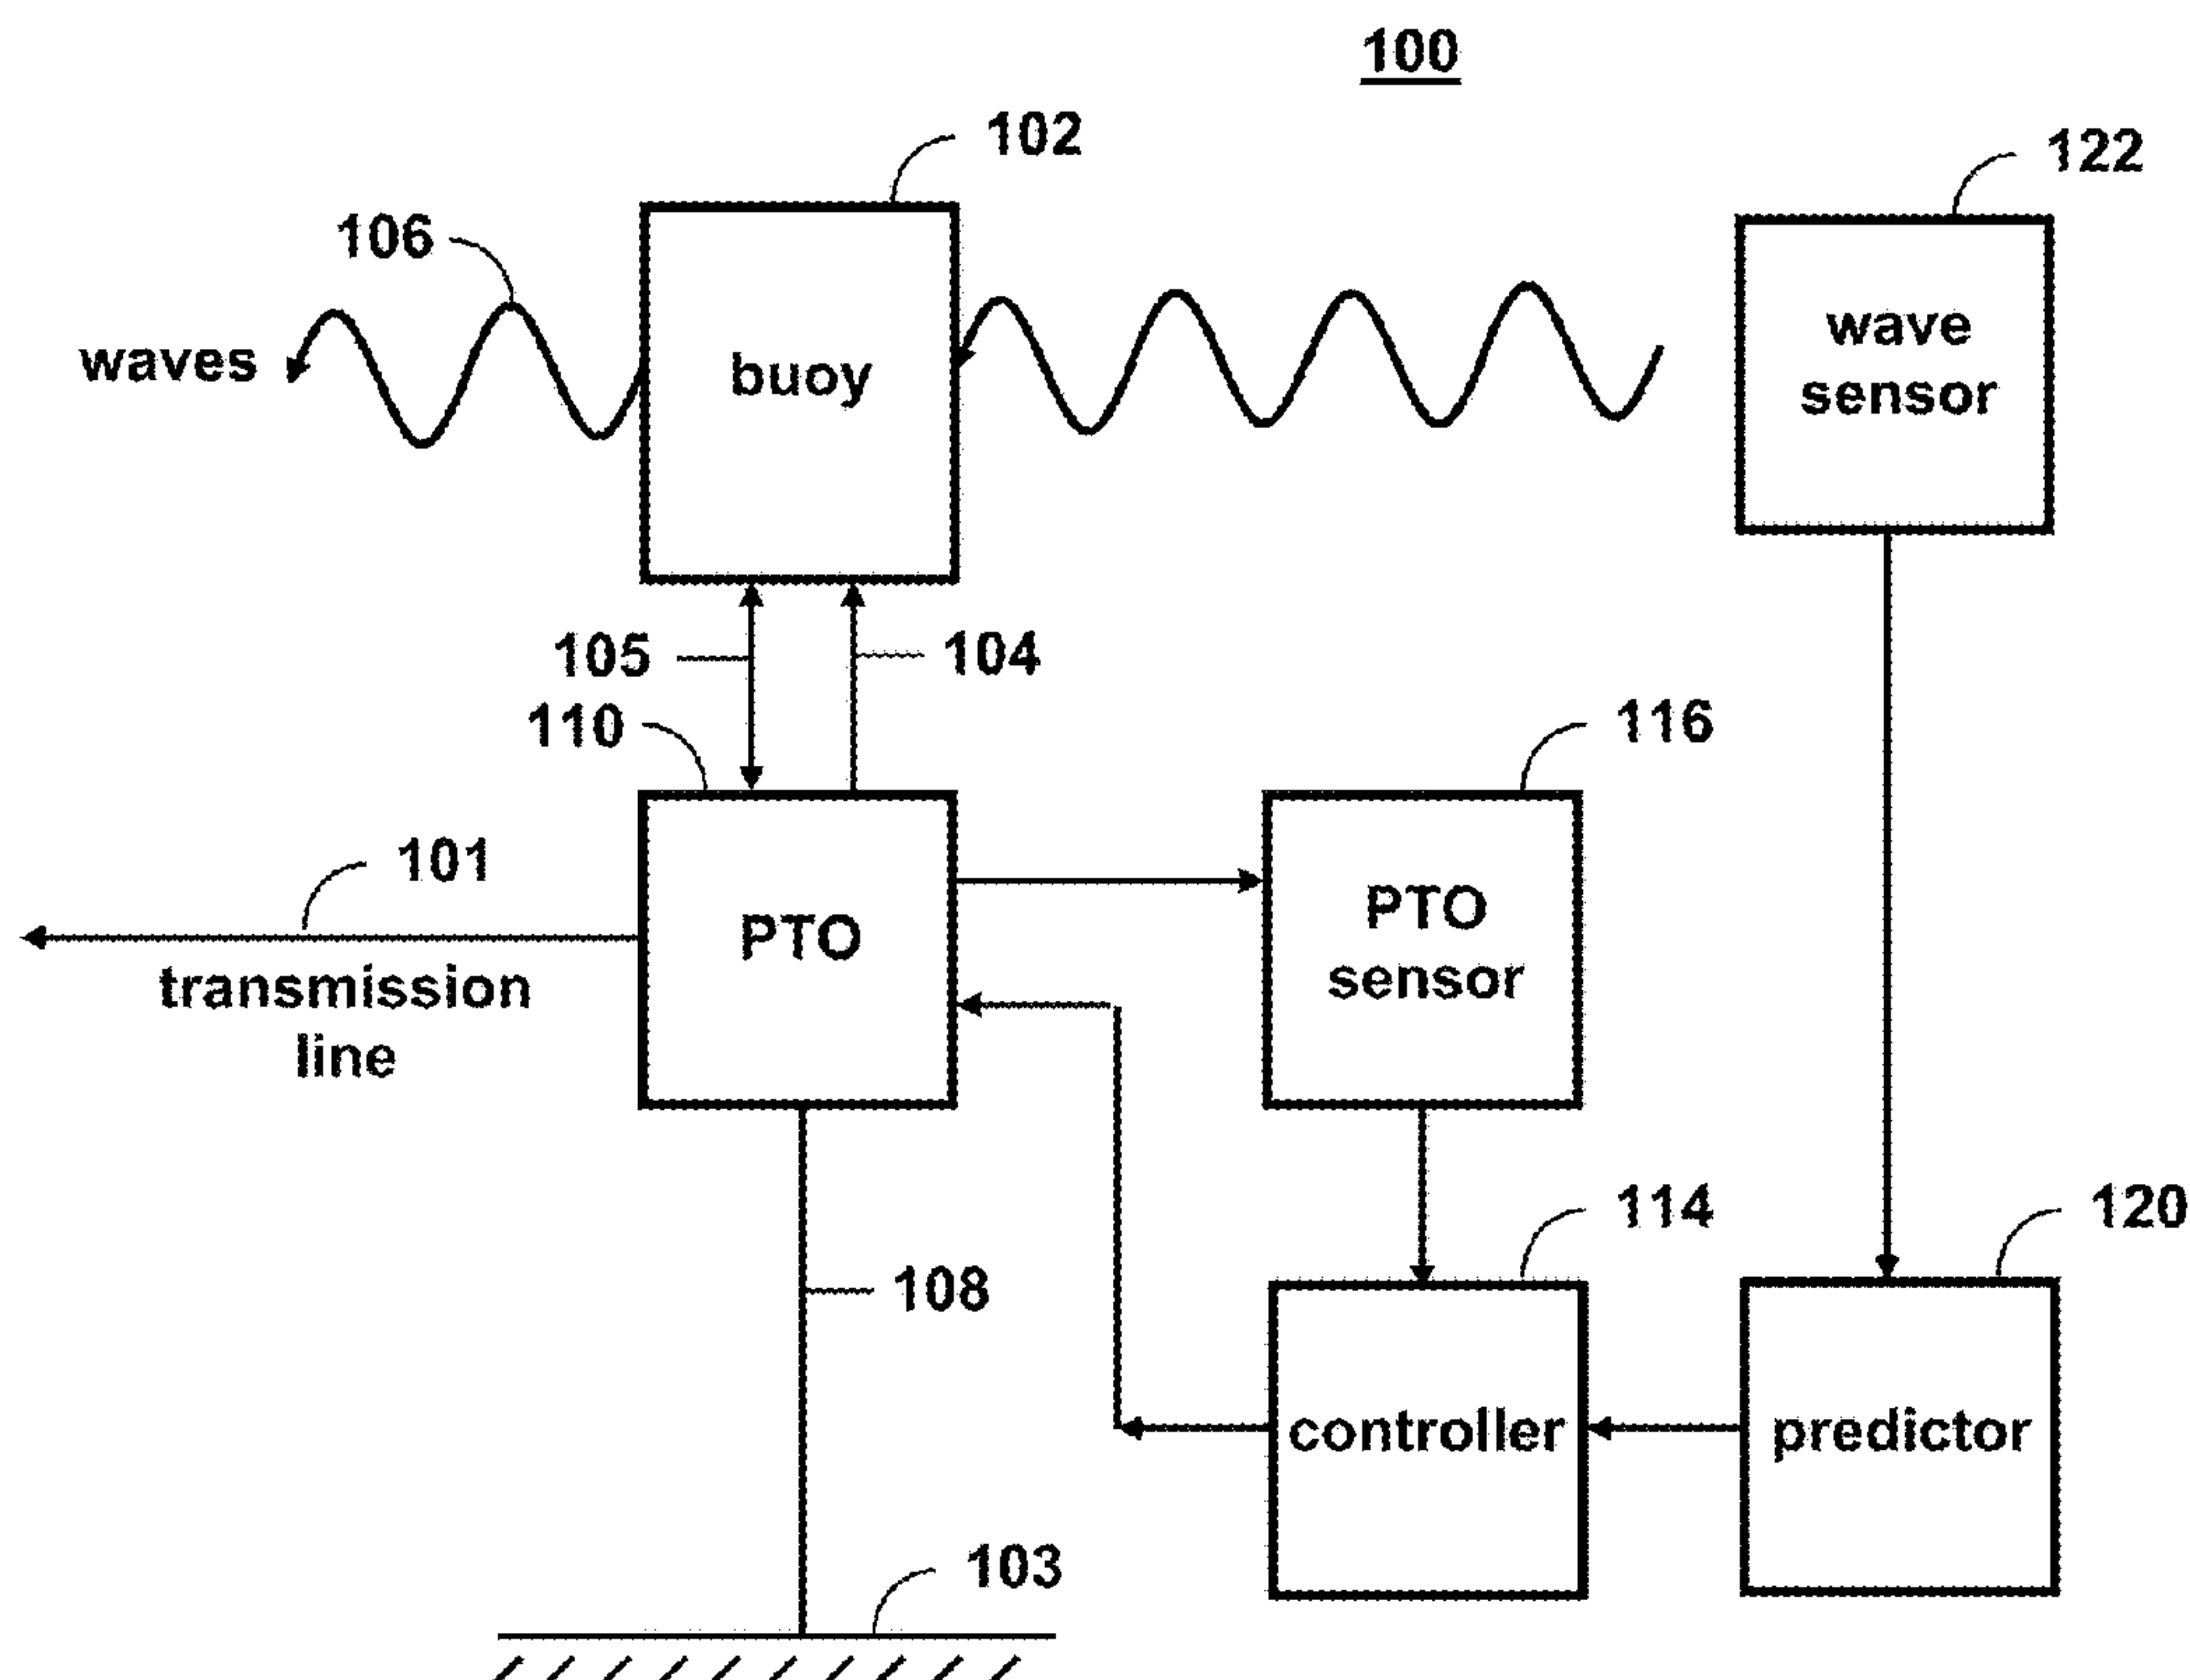 100
102
122
106
waves
buoy
wave
sensor
105
104
110
116
101
PTO
PTO
sensor
transmission
line
108
114
120
controller
predictor
103